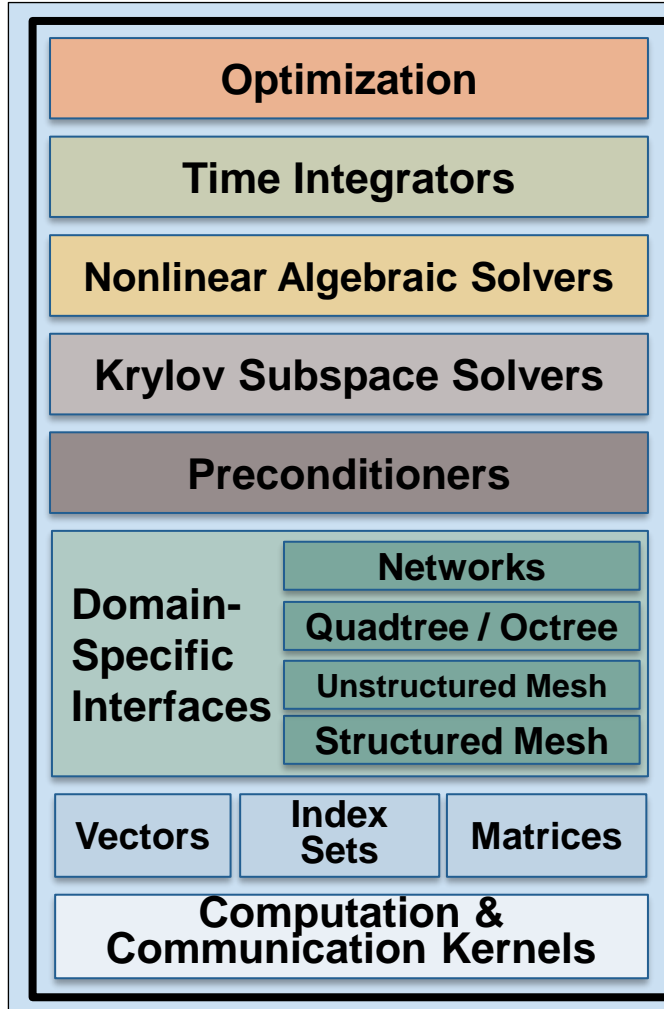 Optimization
Time Integrators
Nonlinear Algebraic Solvers
Krylov Subspace Solvers
Preconditioners
Domain-
Specific
Interfaces
Networks
Quadtree / Octree
Unstructured Mesh
Structured Mesh
Vectors
Index
Sets
Matrices
Computation &
Communication Kernels